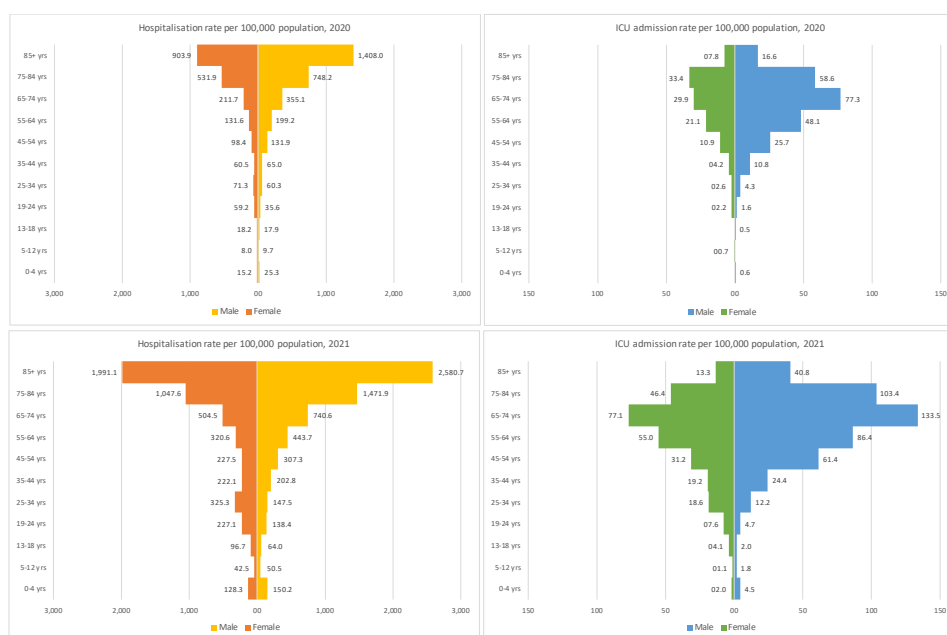 Hospitalisation rate per 100,000 population, 2020
85+ yrs 903.9 1,408.0
75-84 yrs 531.9 748.2
65-74 yrs 211.7 355.1
55-64 yrs 131.6 199.2
45-54 yrs 98.4 131.9
35-44 yrs 60.5 65.0
25-34 yrs 71.3 60.3
19-24 yrs 59.2 35.6
13-18 yrs 18.2 17.9
5-12 yrs 8.0 9.7
0-4 yrs 15.2 25.3
3,000 2,000 1,000 00 1,000 2,000 3,000
Male Female
ICU admission rate per 100,000 population, 2020
85+ yrs 07.8 16.6
75-84 yrs 33.4 58.6
65-74 yrs 29.9 77.3
55-64 yrs 21.1 48.1
45-54 yrs 10.9 25.7
35-44 yrs 04.2 10.8
25-34 yrs 02.6 4.3
19-24 yrs 02.2 1.6
13-18 yrs 0.5
5-12 yrs 00.7
0-4 yrs 0.6
150 100 50 00 50 100 150
Male Female
Hospitalisation rate per 100,000 population, 2021
85+ yrs 1,991.1 2,580.7
75-84 yrs 1,047.6 1,471.9
65-74 yrs 504.5 740.6
55-64 yrs 320.6 443.7
45-54 yrs 227.5 307.3
35-44 yrs 222.1 202.8
25-34 yrs 325.3 147.5
19-24 yrs 227.1 138.4
13-18 yrs 96.7 64.0
5-12 yrs 42.5 50.5
0-4 yrs 128.3 150.2
3,000 2,000 1,000 00 1,000 2,000 3,000
Male Female
ICU admission rate per 100,000 population, 2021
85+ yrs 13.3 40.8
75-84 yrs 46.4 103.4
65-74 yrs 77.1 133.5
55-64 yrs 55.0 86.4
45-54 yrs 31.2 61.4
35-44 yrs 19.2 24.4
25-34 yrs 18.6 12.2
19-24 yrs 07.6 4.7
13-18 yrs 04.1 2.0
5-12 yrs 01.1 1.8
0-4 yrs 02.0 4.5
150 100 50 00 50 100 150
Male Female